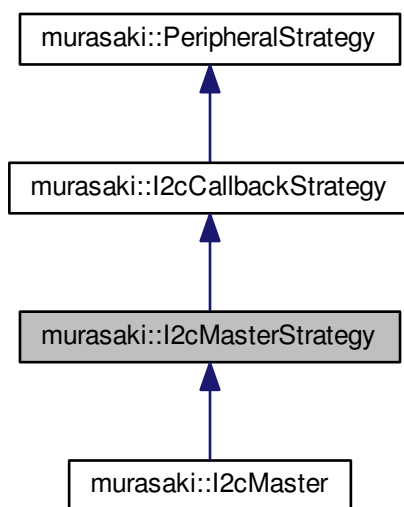 murasaki::PeripheralStrategy
murasaki::I2cCallbackStrategy
murasaki::I2cMasterStrategy
murasaki::I2cMaster